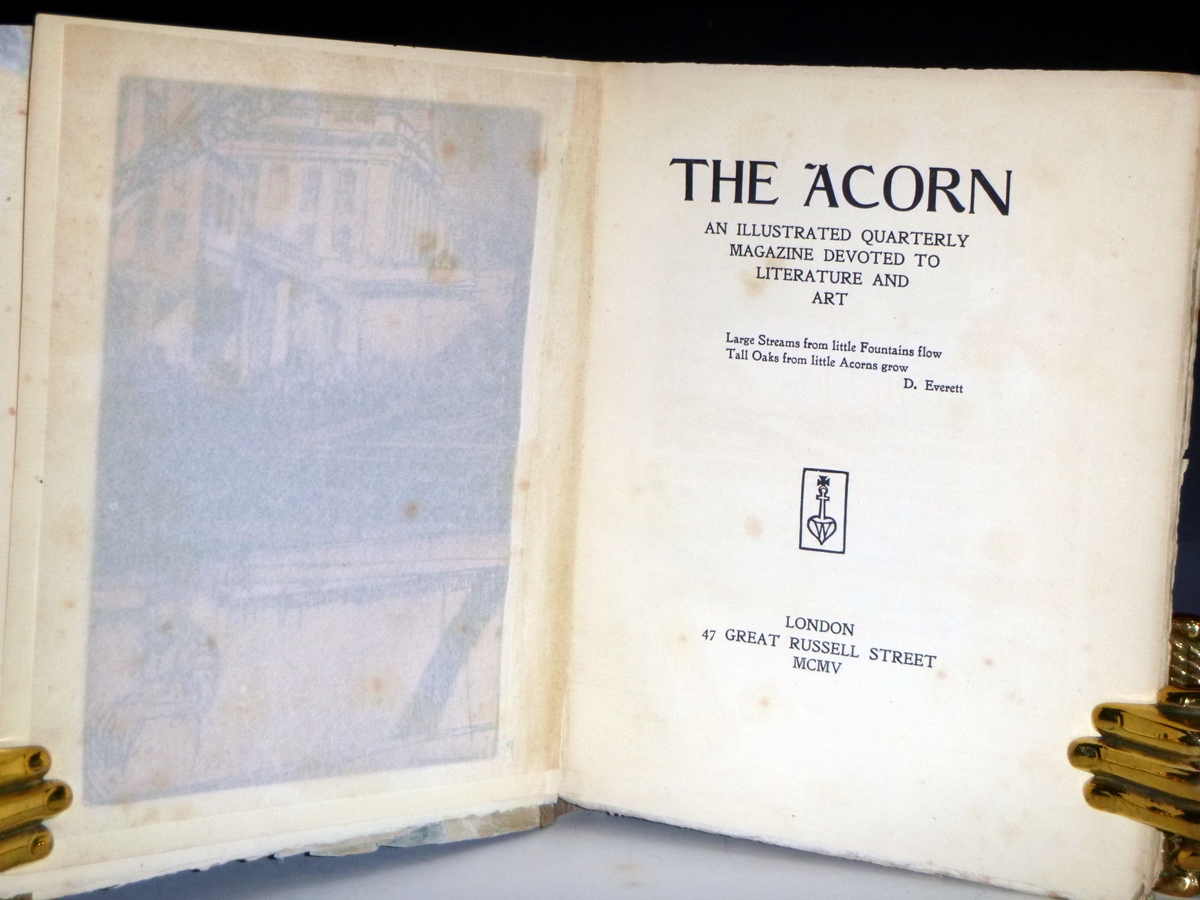 THE ACORN
AN ILLUSTRATED QUARTERLY
MAGAZINE DEVOTED TO
LITERATURE AND
ART
Large Streams from little Fountains flow
Tall Oaks from little Acorns grow
D. Everett
W
LONDON
47 GREAT RUSSELL STREET
MCMV